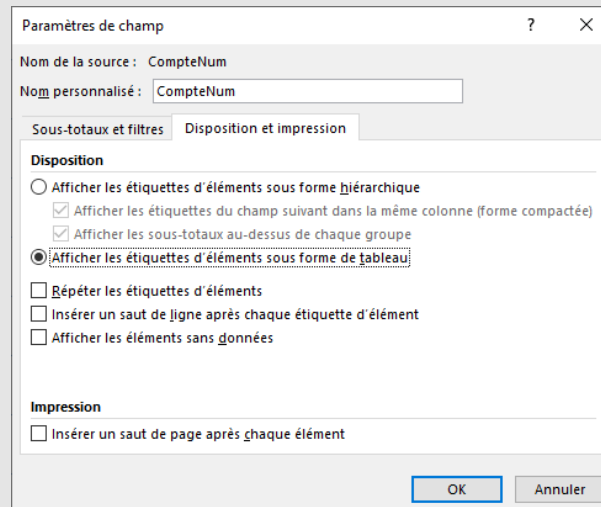 Paramètres de champ
Nom de la source : CompteNum
Nom personnalisé : CompteNum
Sous-totaux et filtres Disposition et impression
Disposition
Afficher les étiquettes d'éléments sous forme hiérarchique
Afficher les étiquettes du champ suivant dans la même colonne (forme compactée)
Afficher les sous-totaux au-dessus de chaque groupe
Afficher les étiquettes d'éléments sous forme de tableau
Répéter les étiquettes d'éléments
Insérer un saut de ligne après chaque étiquette d'élément
Afficher les éléments sans données
Impression
Insérer un saut de page après chaque élément
OK Annuler